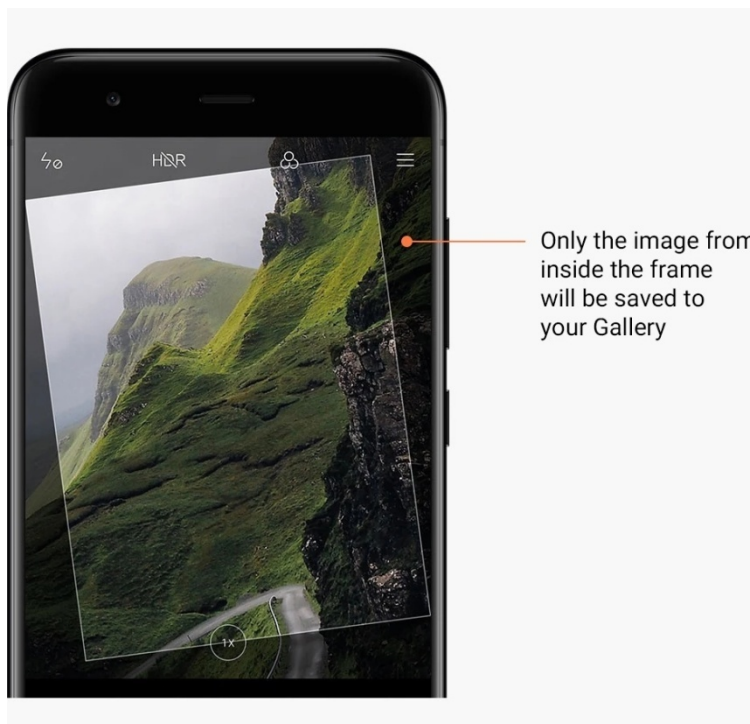 HDR
Only the image from
inside the frame
will be saved to
your Gallery
1x